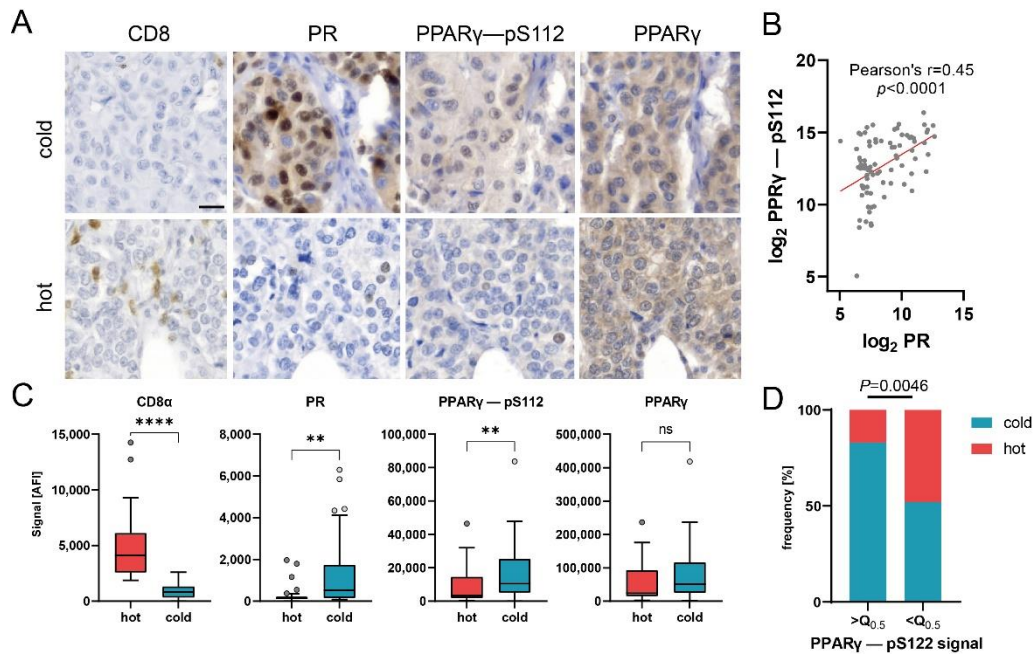 A
CD8
PR
PPARγ—pS112
PPARγ
cold
hot
B
Pearson's r=0.45
p<0.0001
log2 PPRγ — pS112
20
15
10
5
5
10
15
log2 PR
C
CD8α
****
Signal [AFI]
15,000
10,000
5,000
0
hot
cold
PR
**
8,000
6,000
4,000
2,000
0
hot
cold
PPARγ — pS112
**
100,000
80,000
60,000
40,000
20,000
0
hot
cold
PPARγ
ns
500,000
400,000
300,000
200,000
100,000
0
hot
cold
D
P=0.0046
cold
hot
frequency [%]
100
50
0
>Q0.5
<Q0.5
PPARγ — pS122 signal